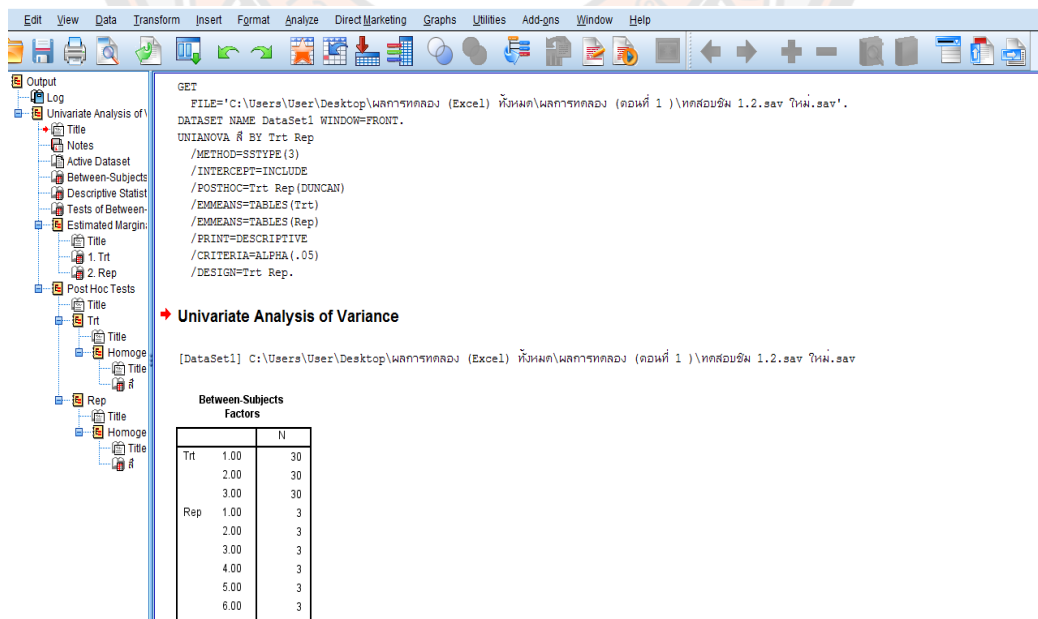 Edit View Data Transform Insert Format Analyze Direct Marketing Graphs Utilities Add-ons Window Help
Output
Log
Univariate Analysis of V
Title
Notes
Active Dataset
Between-Subjects
Descriptive Statist
Tests of Between-
Estimated Margin
Title
1. Trt
2. Rep
Post Hoc Tests
Title
Trt
Title
Homoge
Title
สี
Rep
Title
Homoge
Title
สี
GET
FILE='C:\Users\User\Desktop\ผลการทดลอง (Excel) ทั้งหมด\ผลการทดลอง (ตอนที่ 1 )\ทดสอบชิม 1.2.sav ใหม่.sav'.
DATASET NAME DataSet1 WINDOW=FRONT.
UNIANOVA สี BY Trt Rep
/METHOD=SSTYPE(3)
/INTERCEPT=INCLUDE
/POSTHOC=Trt Rep(DUNCAN)
/EMMEANS=TABLES(Trt)
/EMMEANS=TABLES(Rep)
/PRINT=DESCRIPTIVE
/CRITERIA=ALPHA(.05)
/DESIGN=Trt Rep.
Univariate Analysis of Variance
[DataSet1] C:\Users\User\Desktop\ผลการทดลอง (Excel) ทั้งหมด\ผลการทดลอง (ตอนที่ 1 )\ทดสอบชิม 1.2.sav ใหม่.sav
Between-Subjects
Factors
N
Trt 1.00 30
2.00 30
3.00 30
Rep 1.00 3
2.00 3
3.00 3
4.00 3
5.00 3
6.00 3